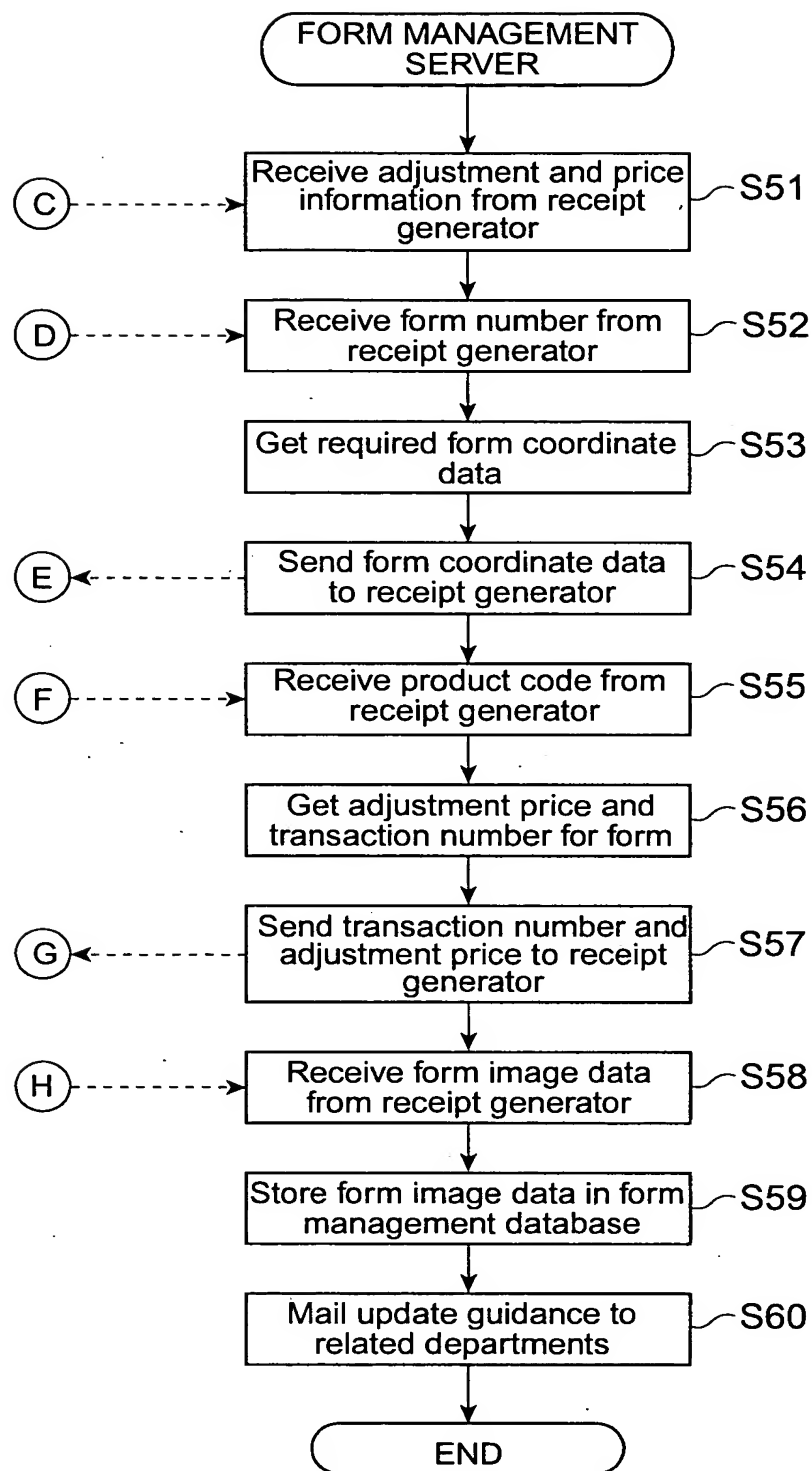 FORM MANAGEMENT
SERVER
Receive adjustment and price
information from receipt
generator
S51
C
Receive form number from
receipt generator
S52
D
Get required form coordinate
data
S53
Send form coordinate data
to receipt generator
S54
E
Receive product code from
receipt generator
S55
F
Get adjustment price and
transaction number for form
S56
Send transaction number and
adjustment price to receipt
generator
S57
G
Receive form image data
from receipt generator
S58
H
Store form image data in form
management database
S59
Mail update guidance to
related departments
S60
END